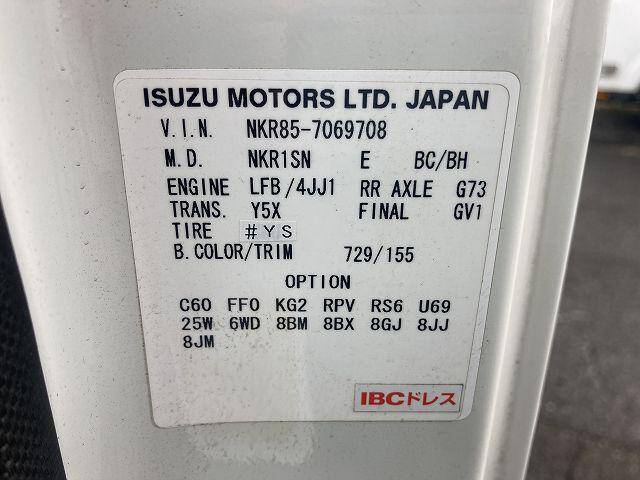 ISUZU MOTORS LTD. JAPAN
V.I.N. NKR85-7069708
M.D. NKR1SN E BC/BH
ENGINE LFB/4JJ1 RR AXLE G73
TRANS. Y5X FINAL GV1
TIRE #YS
B.COLOR/TRIM 729/155
OPTION
C60 FF0 KG2 RPV RS6 U69
25W 6WD 8BM 8BX 8GJ 8JJ
8JM
IBCドレス